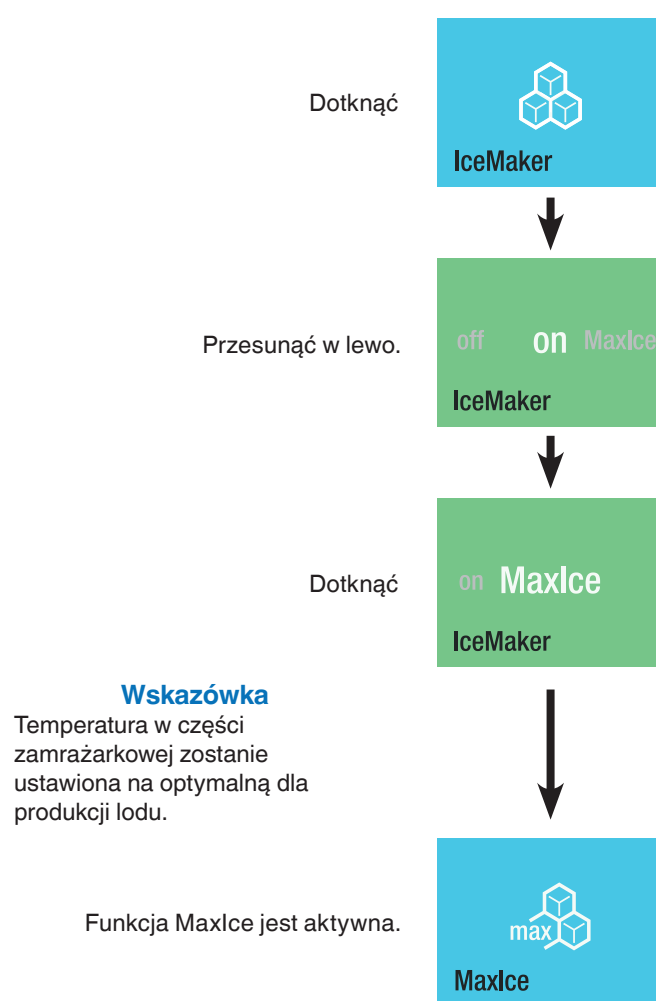 Dotknąć
IceMaker
Przesunąć w lewo.
off on MaxIce
IceMaker
Dotknąć
on MaxIce
IceMaker
Wskazówka
Temperatura w części
zamrażarkowej zostanie
ustawiona na optymalną dla
produkcji lodu.
Funkcja MaxIce jest aktywna.
max
MaxIce